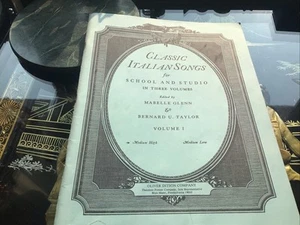 CLASSIC
ITALIAN SONGS
for
SCHOOL AND STUDIO
IN THREE VOLUMES
Edited by
MABELLE GLENN
&
BERNARD U. TAYLOR
VOLUME I
Medium High
Medium Low
OLIVER DITSON COMPANY